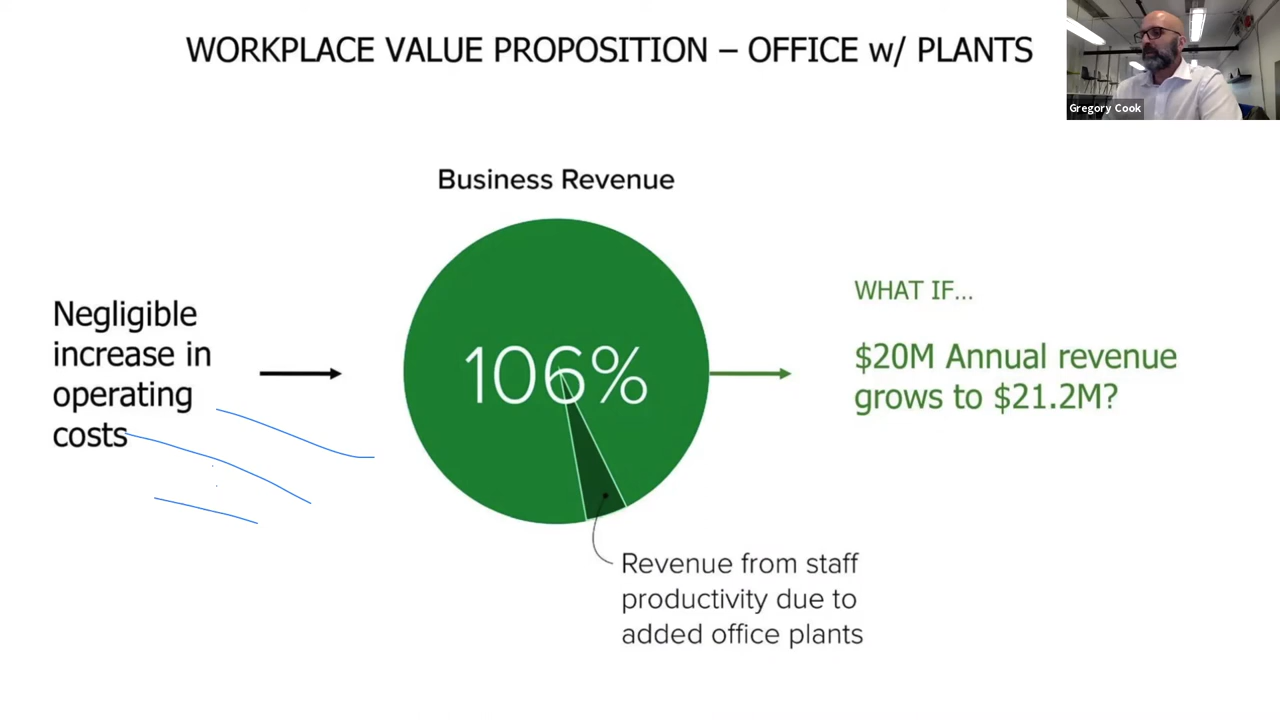 WORKPLACE VALUE PROPOSITION – OFFICE w/ PLANTS
Gregory Cook
Business Revenue
Negligible
increase in
operating
costs
106%
WHAT IF...
$20M Annual revenue
grows to $21.2M?
Revenue from staff
productivity due to
added office plants